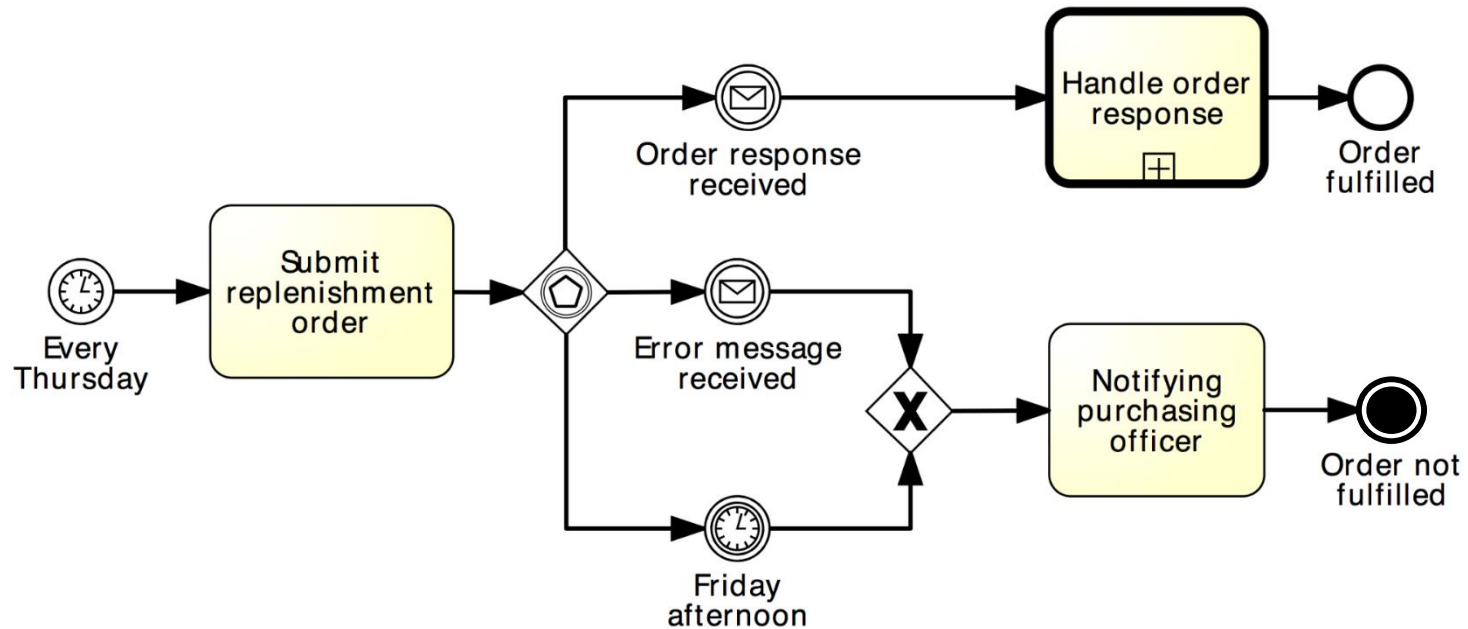 Handle order
response
Order response
received
Order
fulfilled
Submit
replenishment
order
Every
Thursday
Error message
received
Notifying
purchasing
officer
Order not
fulfilled
Friday
afternoon